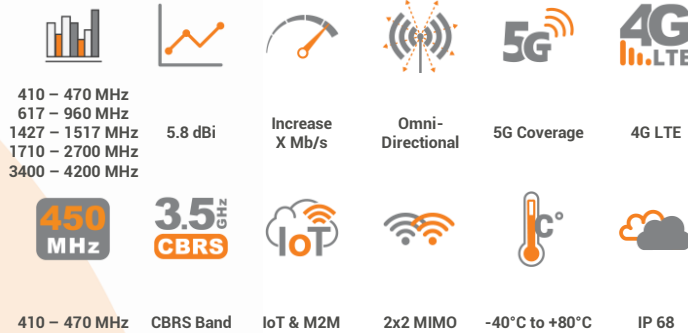 5G
4G
LTE
410 – 470 MHz
617 – 960 MHz
1427 – 1517 MHz
1710 – 2700 MHz
3400 – 4200 MHz
5.8 dBi
Increase
X Mb/s
Omni-
Directional
5G Coverage
4G LTE
450
MHz
3.5 GHz
CBRS
IoT
C°
410 – 470 MHz
CBRS Band
IoT & M2M
2x2 MIMO
-40°C to +80°C
IP 68